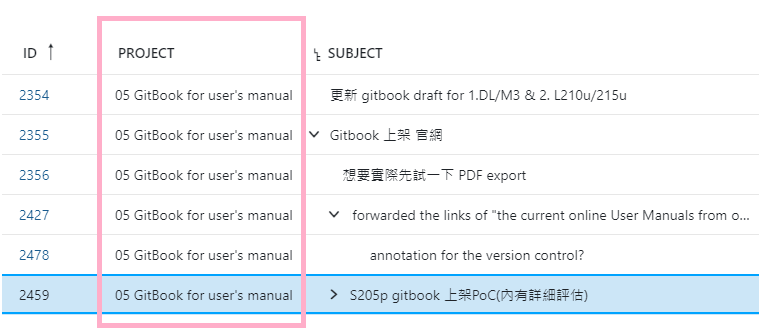 ID ↑ PROJECT SUBJECT
2354 05 GitBook for user's manual 更新 gitbook draft for 1.DL/M3 & 2. L210u/215u
2355 05 GitBook for user's manual Gitbook 上架 官網
2356 05 GitBook for user's manual 想要實際先試一下 PDF export
2427 05 GitBook for user's manual forwarded the links of "the current online User Manuals from o...
2478 05 GitBook for user's manual annotation for the version control?
2459 05 GitBook for user's manual S205p gitbook 上架PoC(內有詳細評估)